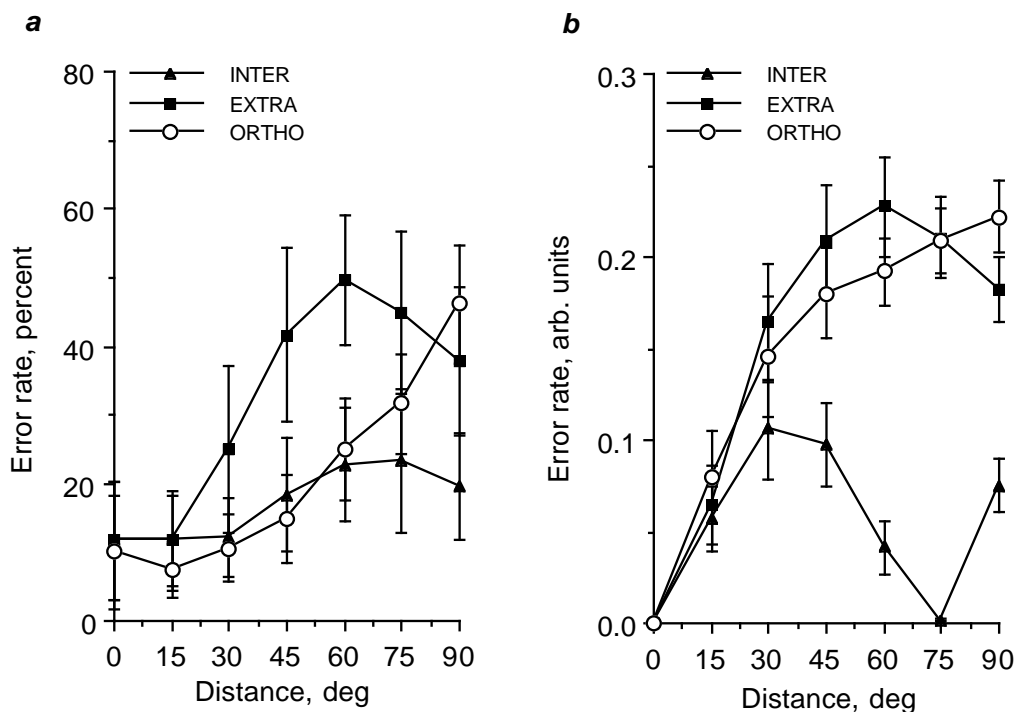 a
INTER
EXTRA
ORTHO
80
60
40
20
0
Error rate, percent
0 15 30 45 60 75 90
Distance, deg
b
INTER
EXTRA
ORTHO
0.3
0.2
0.1
0.0
Error rate, arb. units
0 15 30 45 60 75 90
Distance, deg